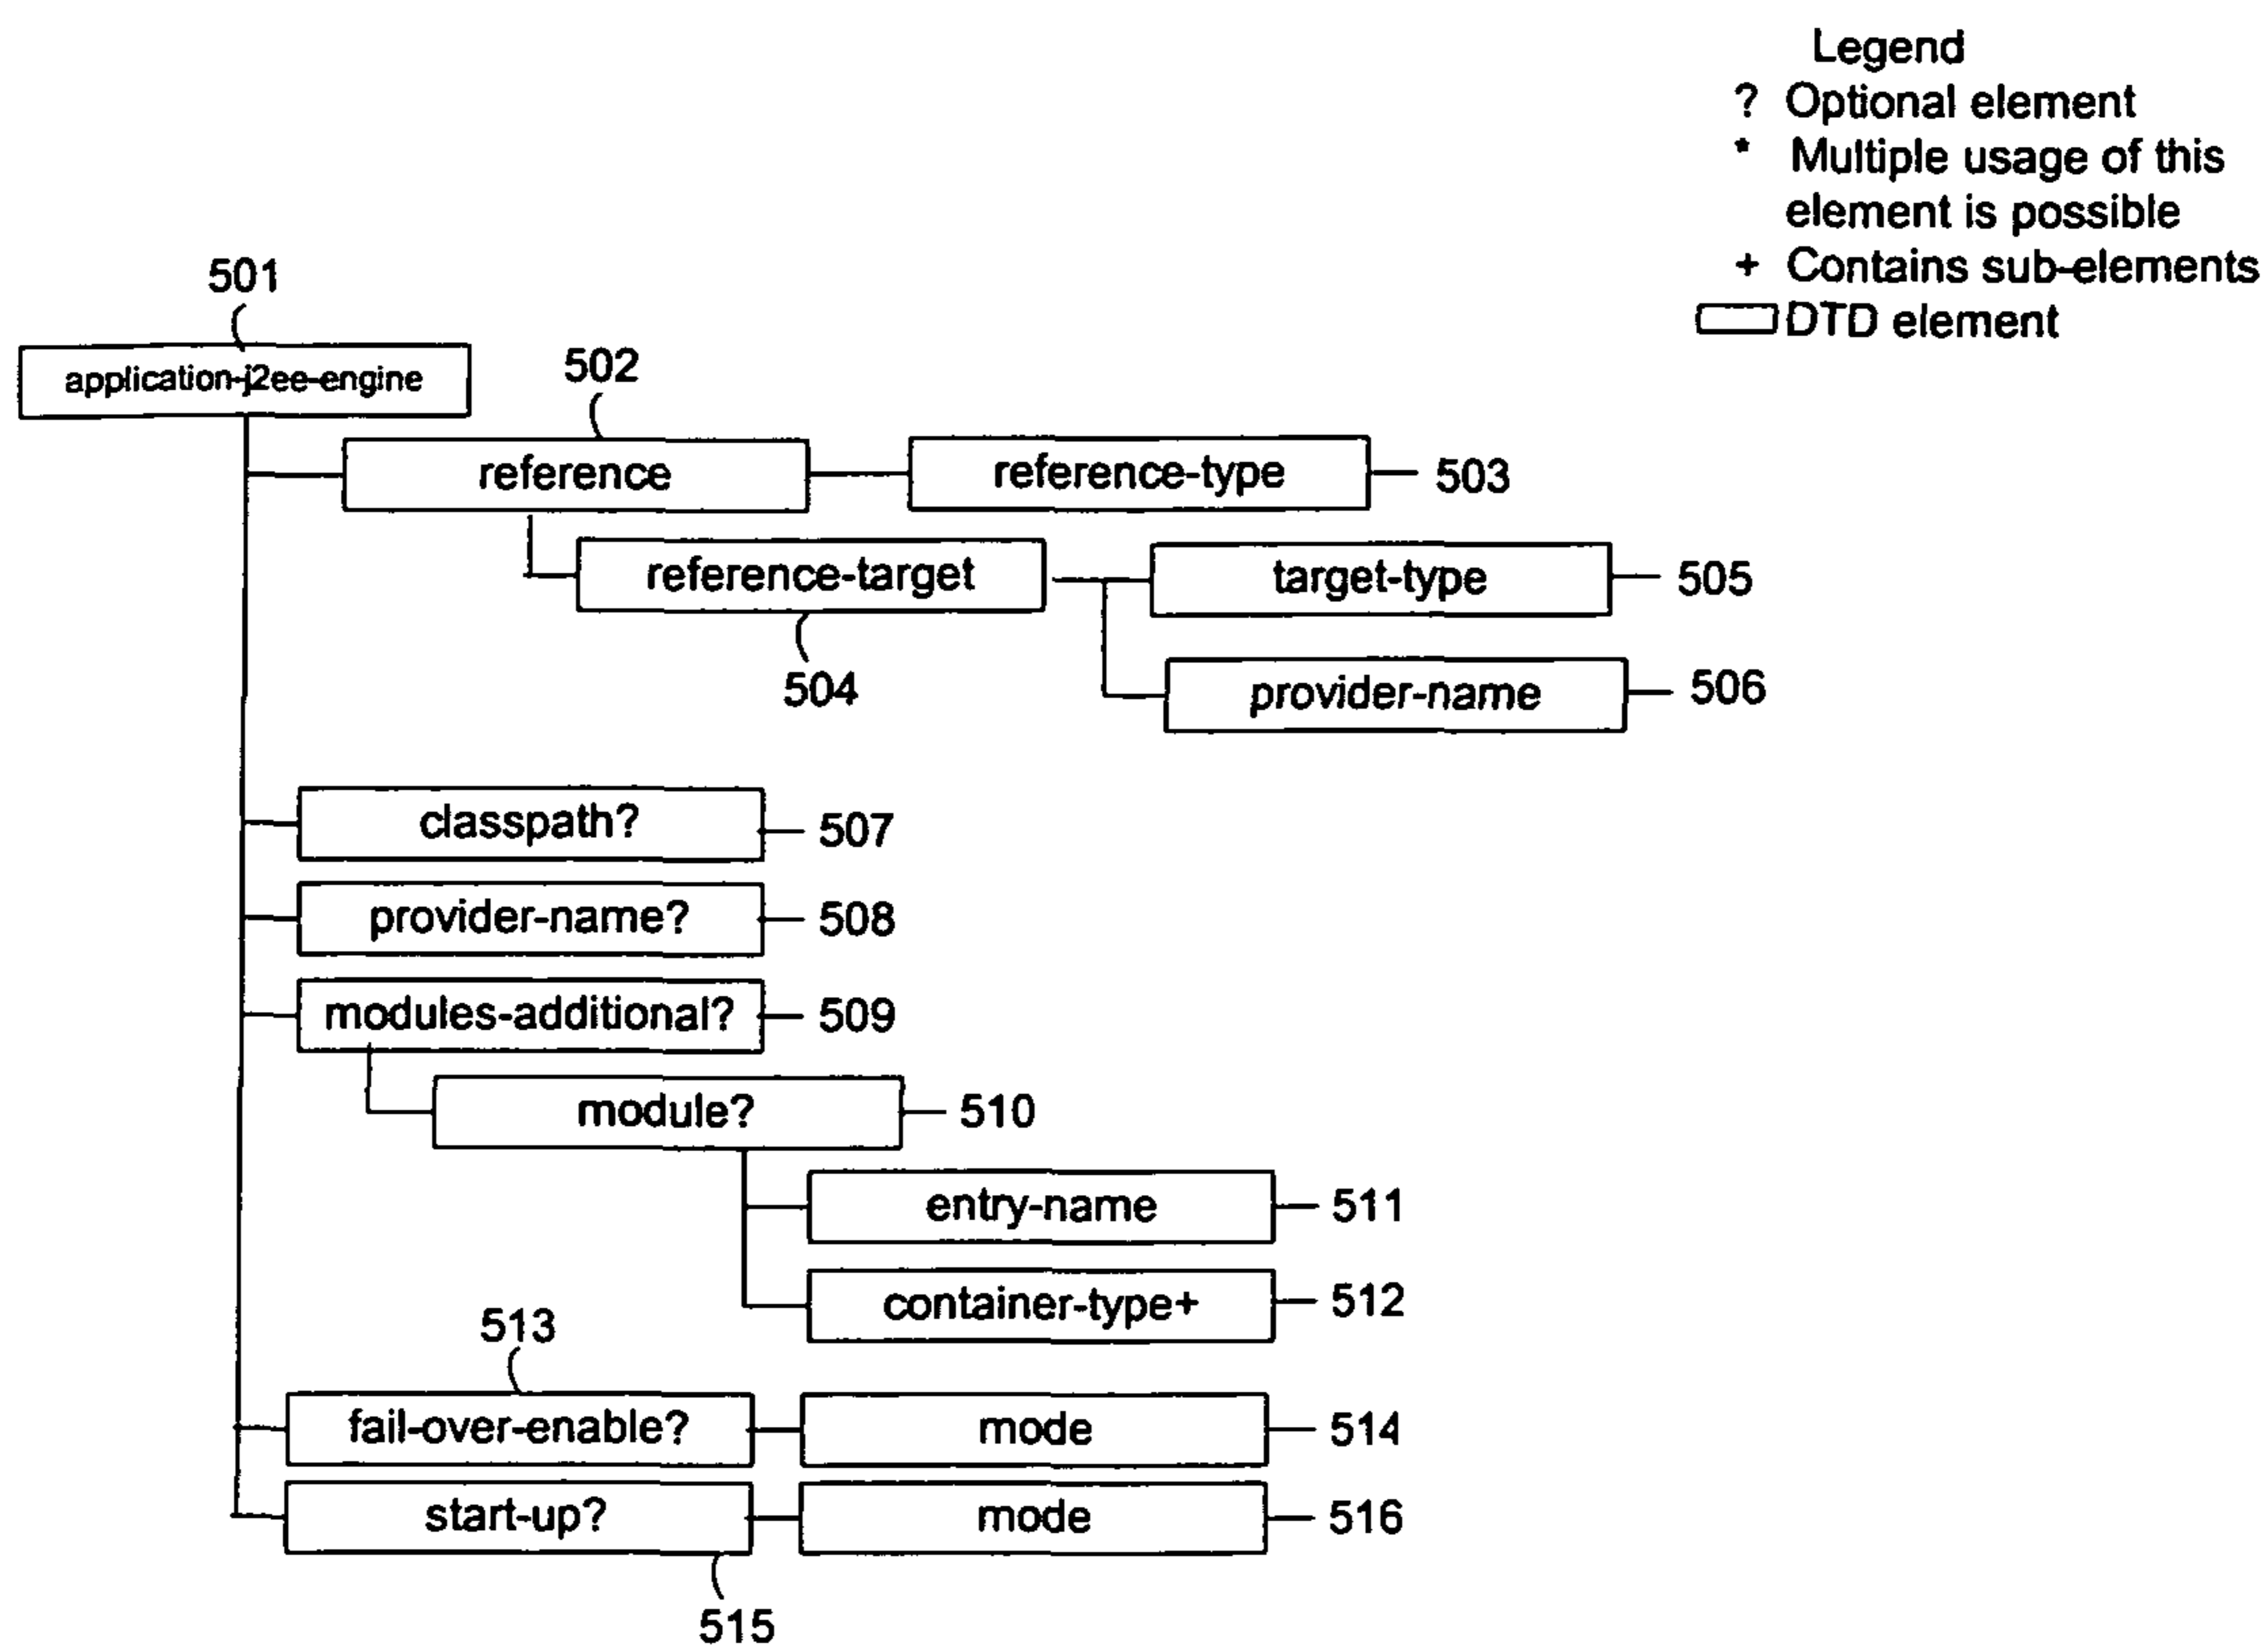 Legend
? Optional element
* Multiple usage of this
element is possible
+ Contains sub-elements
DTD element
501
application-j2ee-engine
502
reference
reference-type
503
reference-target
target-type
505
504
provider-name
506
classpath?
507
provider-name?
508
modules-additional?
509
module?
510
entry-name
511
container-type+
512
513
fail-over-enable?
mode
514
start-up?
mode
516
515